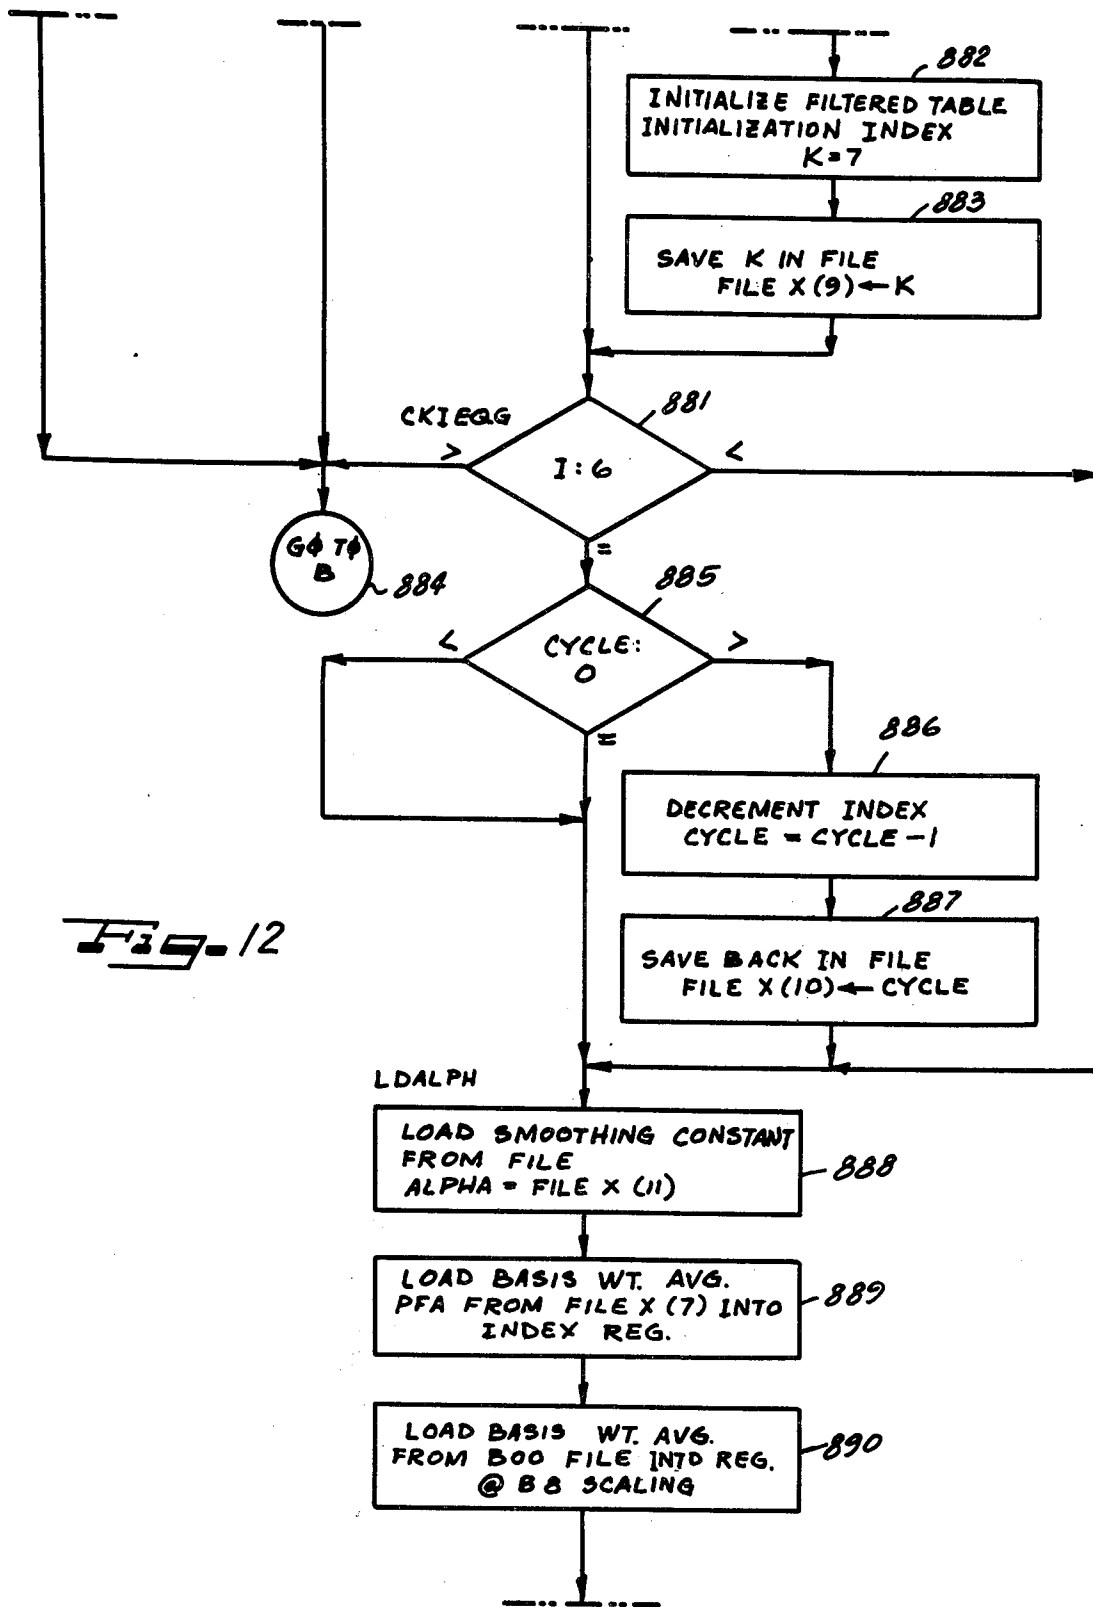 882
INITIALIZE FILTERED TABLE
INITIALIZATION INDEX
K=7
883
SAVE K IN FILE
FILE X (9) ← K
881
CKIEQG
>
<
I:6
=
GØ TØ
B
884
885
<
>
CYCLE:
0
=
886
DECREMENT INDEX
CYCLE = CYCLE -1
887
SAVE BACK IN FILE
FILE X (10) ← CYCLE
Fig. 12
LDALPH
LOAD SMOOTHING CONSTANT
FROM FILE
ALPHA = FILE X (11)
888
LOAD BASIS WT. AVG.
PFA FROM FILE X (7) INTO
INDEX REG.
889
LOAD BASIS WT. AVG.
FROM BOO FILE INTO REG.
@ B8 SCALING
890